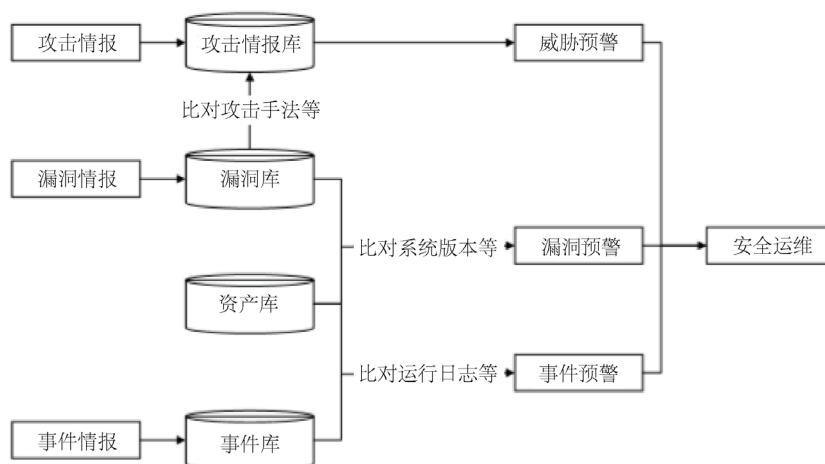 攻击情报
攻击情报库
威胁预警
比对攻击手法等
漏洞情报
漏洞库
比对系统版本等
漏洞预警
安全运维
资产库
比对运行日志等
事件预警
事件情报
事件库